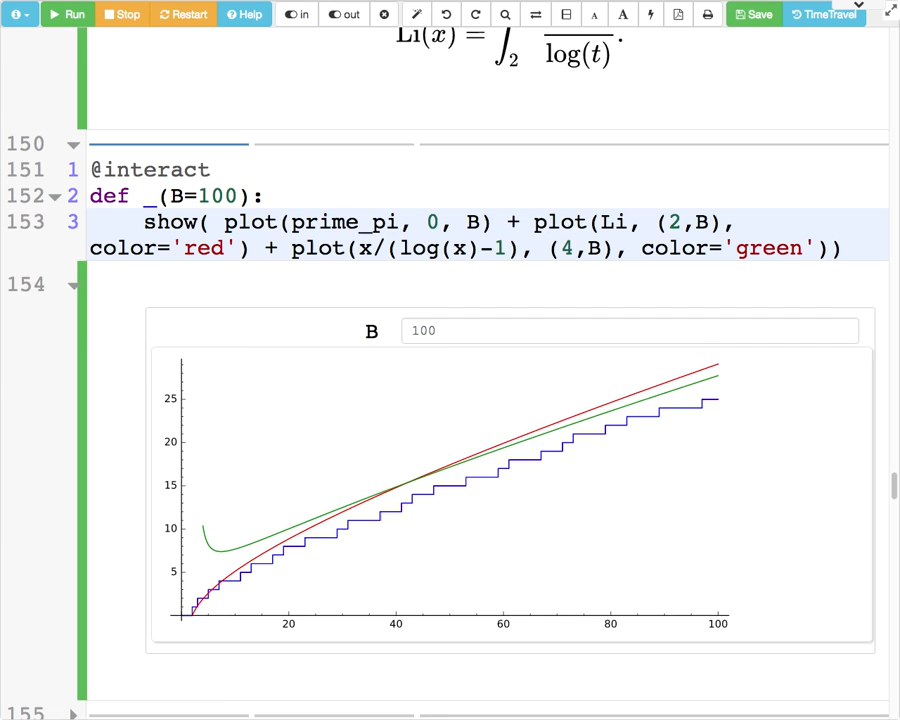 Run Stop Restart Help in out A A Save TimeTravel
Li(x) = ∫₂ / log(t) .
150
151 1 @interact
152 2 def _(B=100):
153 3 show( plot(prime_pi, 0, B) + plot(Li, (2,B),
color='red') + plot(x/(log(x)-1), (4,B), color='green'))
154
B 100
25
20
15
10
5
20 40 60 80 100
155